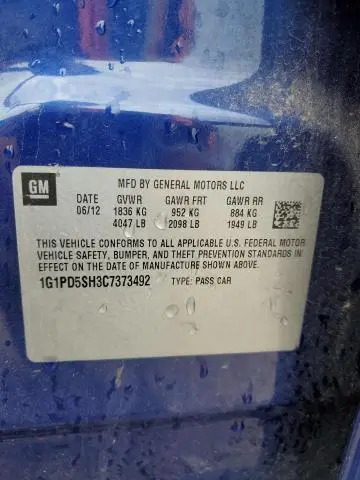 GM
MFD BY GENERAL MOTORS LLC
DATE GVWR GAWR FRT GAWR RR
06/12 1836 KG 952 KG 884 KG
4047 LB 2098 LB 1949 LB
THIS VEHICLE CONFORMS TO ALL APPLICABLE U.S. FEDERAL MOTOR
VEHICLE SAFETY, BUMPER, AND THEFT PREVENTION STANDARDS IN
EFFECT ON THE DATE OF MANUFACTURE SHOWN ABOVE.
1G1PD5SH3C7373492 TYPE: PASS CAR